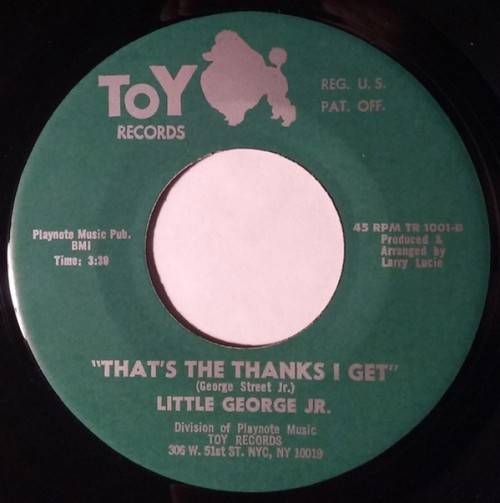 ToY
RECORDS
REG. U. S.
PAT. OFF.
Playnote Music Pub.
BMI
Time: 3:30
45 RPM TR 1001-B
Produced &
Arranged by
Larry Lucie
"THAT'S THE THANKS I GET"
(George Street Jr.)
LITTLE GEORGE JR.
Division of Playnote Music
TOY RECORDS
306 W. 51st ST. NYC, NY 10019